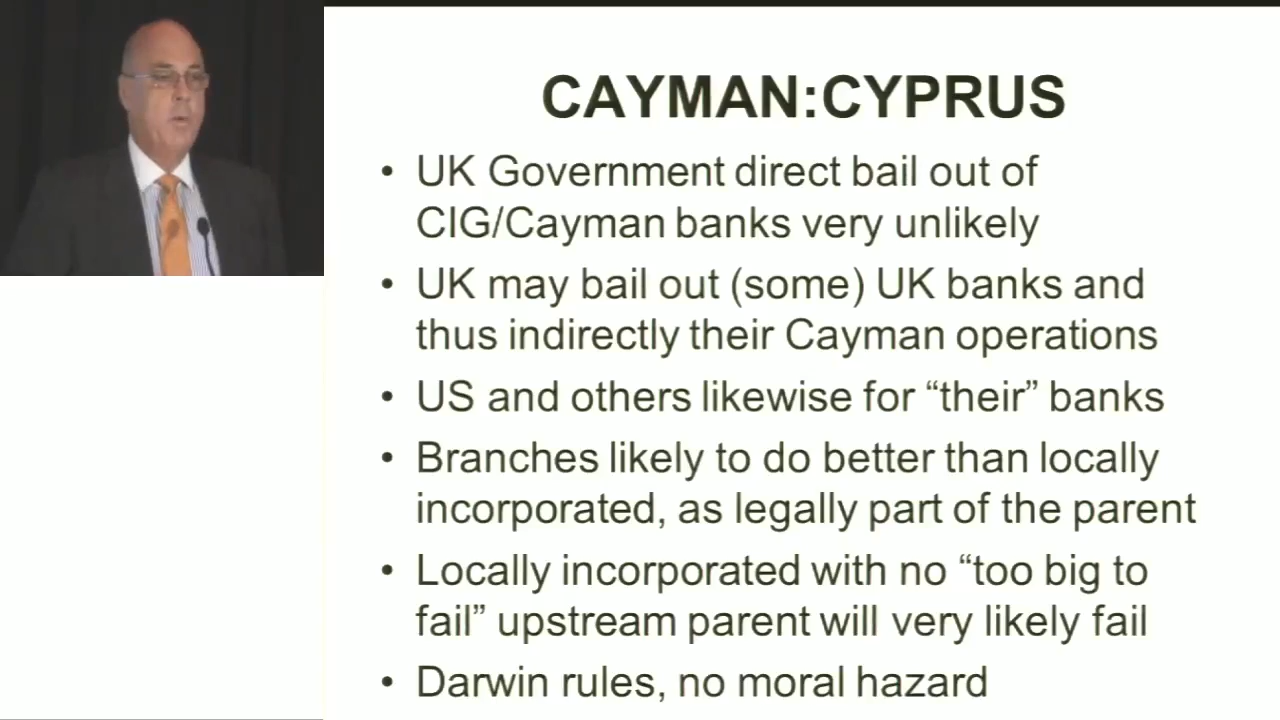 CAYMAN:CYPRUS
• UK Government direct bail out of
CIG/Cayman banks very unlikely
• UK may bail out (some) UK banks and
thus indirectly their Cayman operations
• US and others likewise for “their” banks
• Branches likely to do better than locally
incorporated, as legally part of the parent
• Locally incorporated with no “too big to
fail” upstream parent will very likely fail
• Darwin rules, no moral hazard